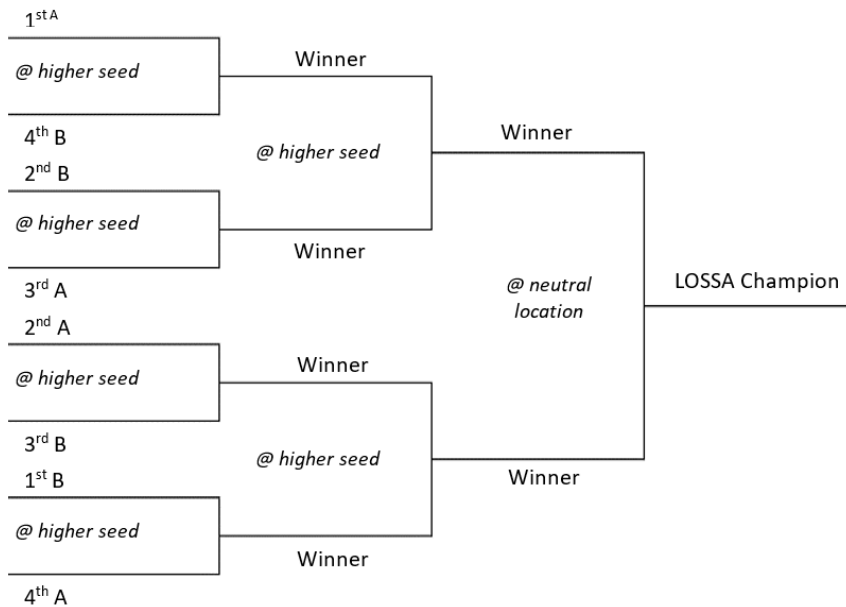 1st A
@ higher seed
Winner
4th B
@ higher seed
Winner
2nd B
@ higher seed
Winner
3rd A
@ neutral
location
LOSSA Champion
2nd A
@ higher seed
Winner
3rd B
@ higher seed
Winner
1st B
@ higher seed
Winner
4th A